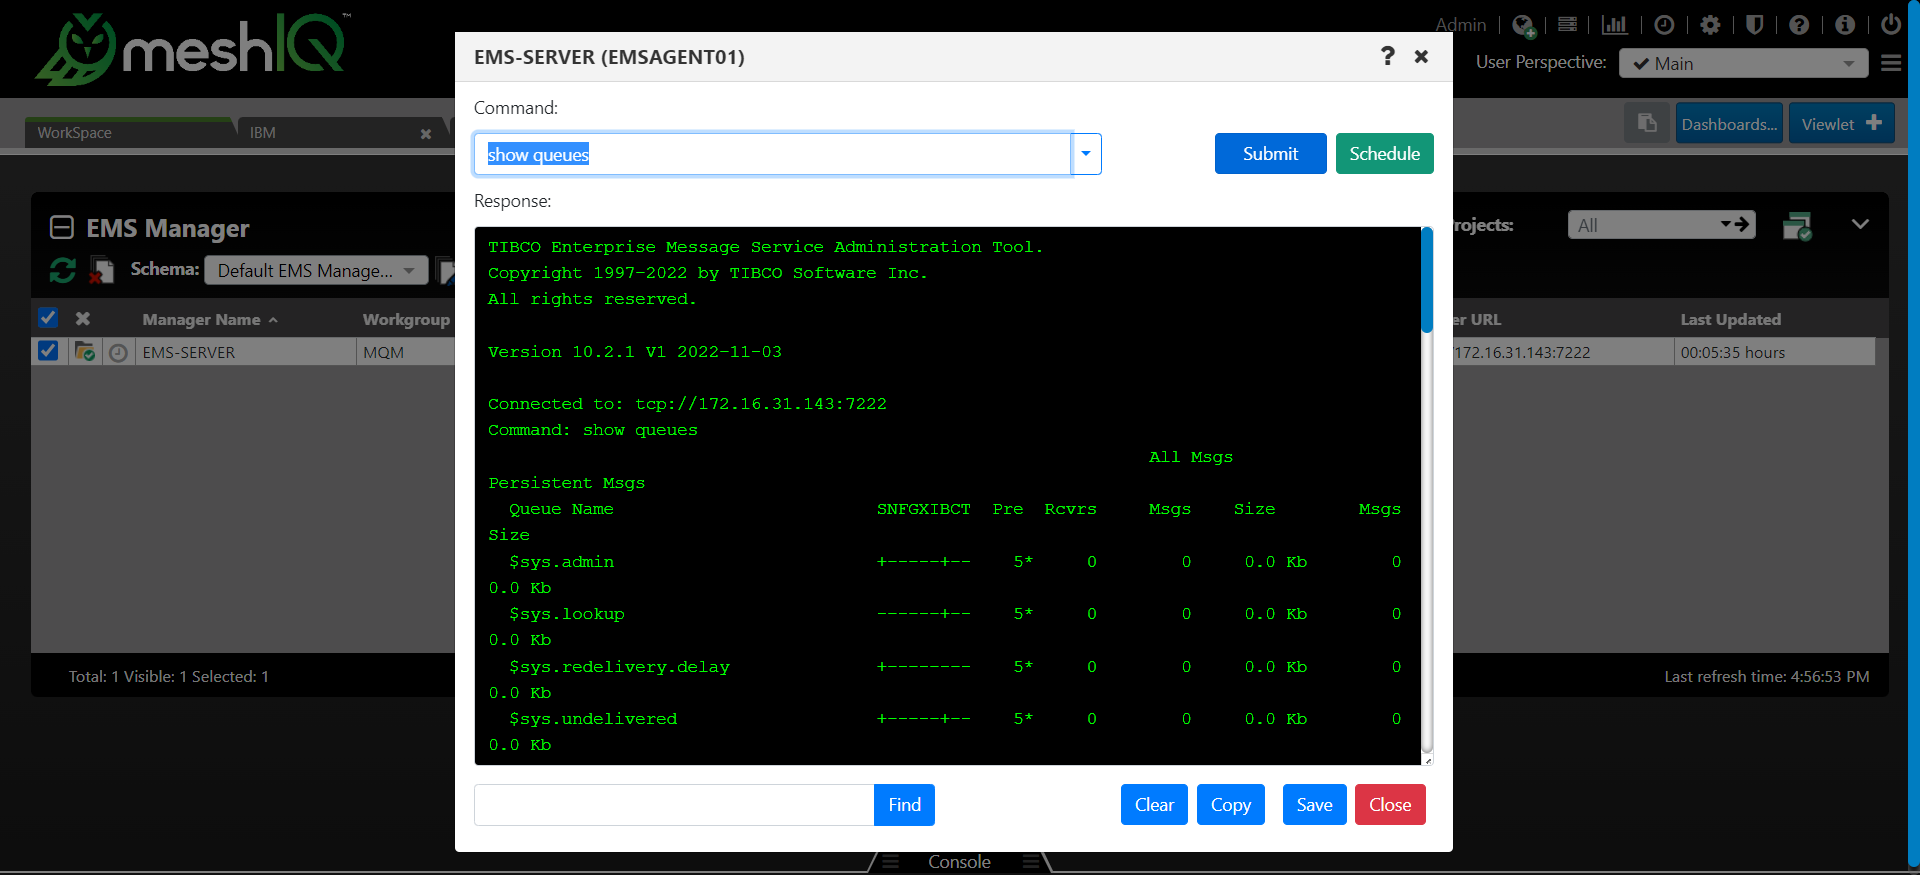 meshIQ™
Admin
User Perspective:
Main
WorkSpace
IBM
Dashboards...
Viewlet
EMS-SERVER (EMSAGENT01)
Command:
show queues
Submit
Schedule
Response:
TIBCO Enterprise Message Service Administration Tool.
Copyright 1997-2022 by TIBCO Software Inc.
All rights reserved.
Version 10.2.1 V1 2022-11-03
Connected to: tcp://172.16.31.143:7222
Command: show queues
All Msgs
Persistent Msgs
Queue Name SNFGXIBCT Pre Rcvrs Msgs Size Msgs
Size
$sys.admin +-----+-- 5* 0 0 0.0 Kb 0
0.0 Kb
$sys.lookup ------+-- 5* 0 0 0.0 Kb 0
0.0 Kb
$sys.redelivery.delay +-------- 5* 0 0 0.0 Kb 0
0.0 Kb
$sys.undelivered +-----+-- 5* 0 0 0.0 Kb 0
0.0 Kb
Find
Clear
Copy
Save
Close
EMS Manager
Schema:
Default EMS Manage...
Manager Name
Workgroup
EMS-SERVER
MQM
Total: 1 Visible: 1 Selected: 1
rojects:
All
er URL
Last Updated
172.16.31.143:7222
00:05:35 hours
Last refresh time: 4:56:53 PM
Console